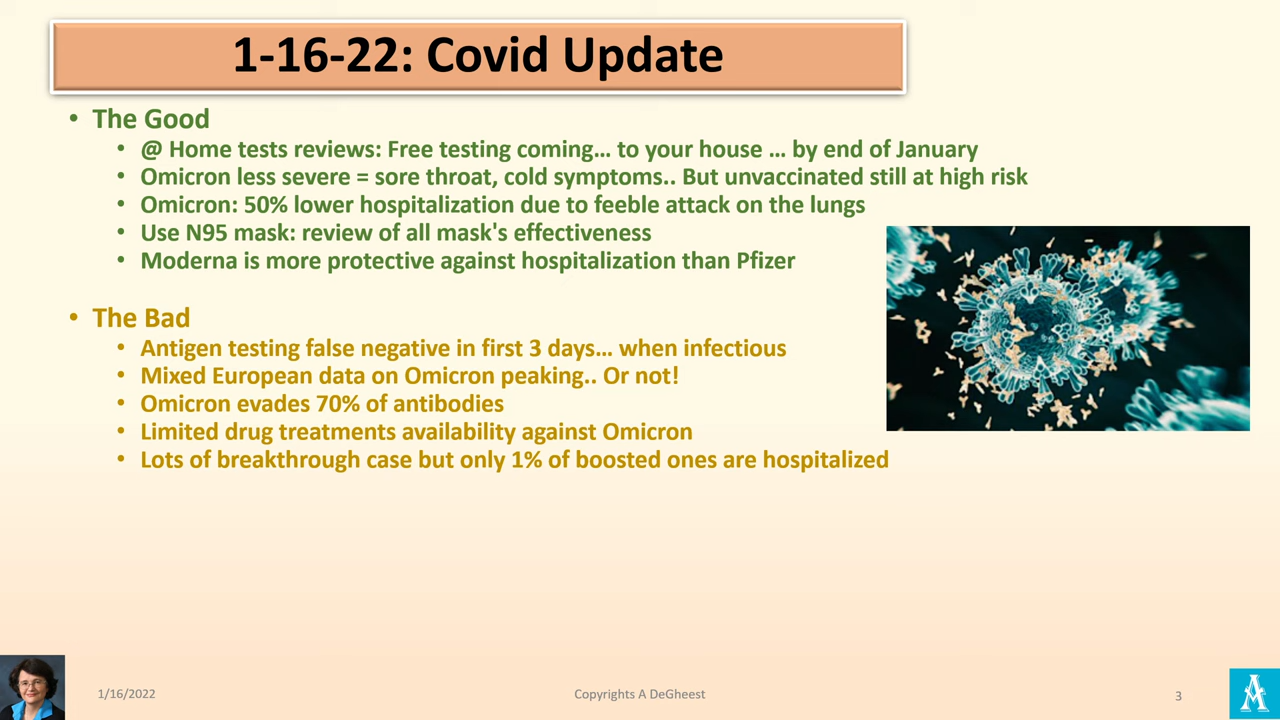 1-16-22: Covid Update
• The Good
• @ Home tests reviews: Free testing coming... to your house ... by end of January
• Omicron less severe = sore throat, cold symptoms.. But unvaccinated still at high risk
• Omicron: 50% lower hospitalization due to feeble attack on the lungs
• Use N95 mask: review of all mask's effectiveness
• Moderna is more protective against hospitalization than Pfizer
• The Bad
• Antigen testing false negative in first 3 days... when infectious
• Mixed European data on Omicron peaking.. Or not!
• Omicron evades 70% of antibodies
• Limited drug treatments availability against Omicron
• Lots of breakthrough case but only 1% of boosted ones are hospitalized
1/16/2022
Copyrights A DeGheest
3
A